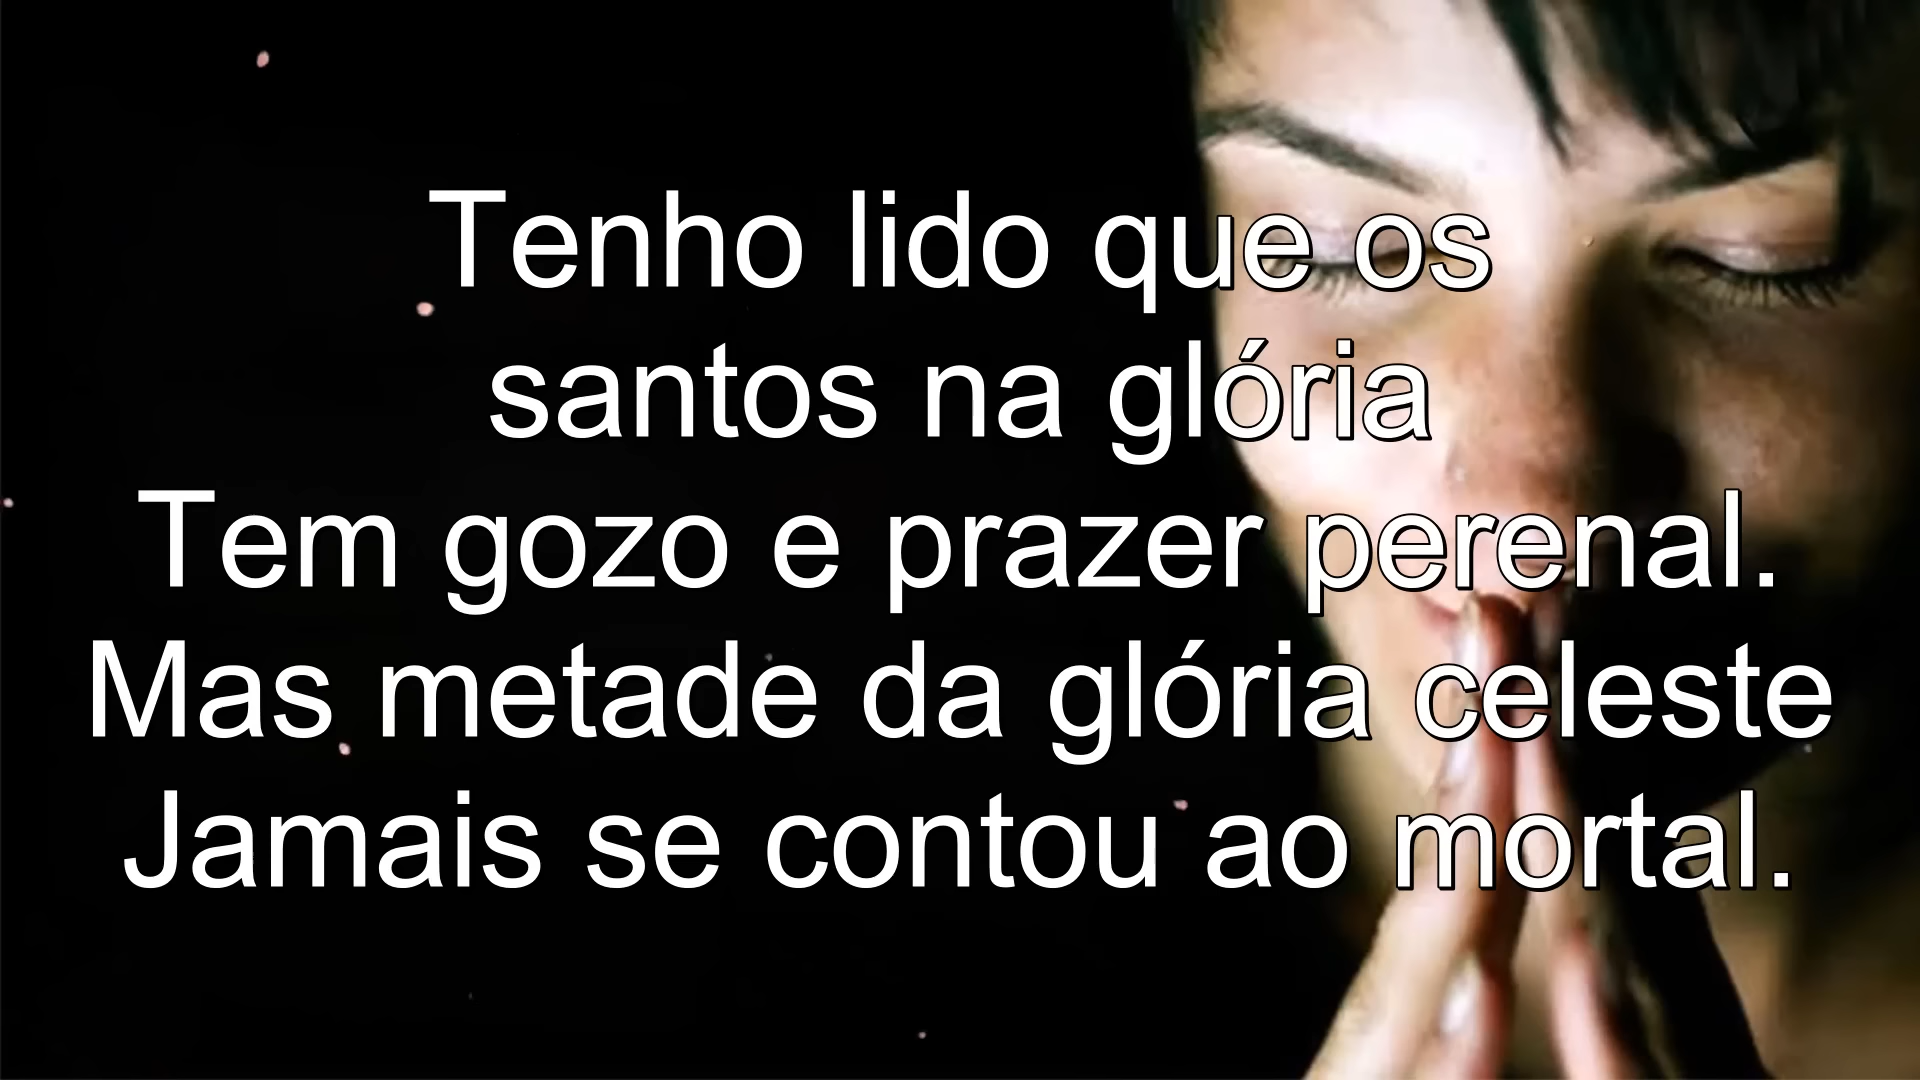 Tenho lido que os
santos na glória
Tem gozo e prazer perenal.
Mas metade da glória celeste
Jamais se contou ao mortal.